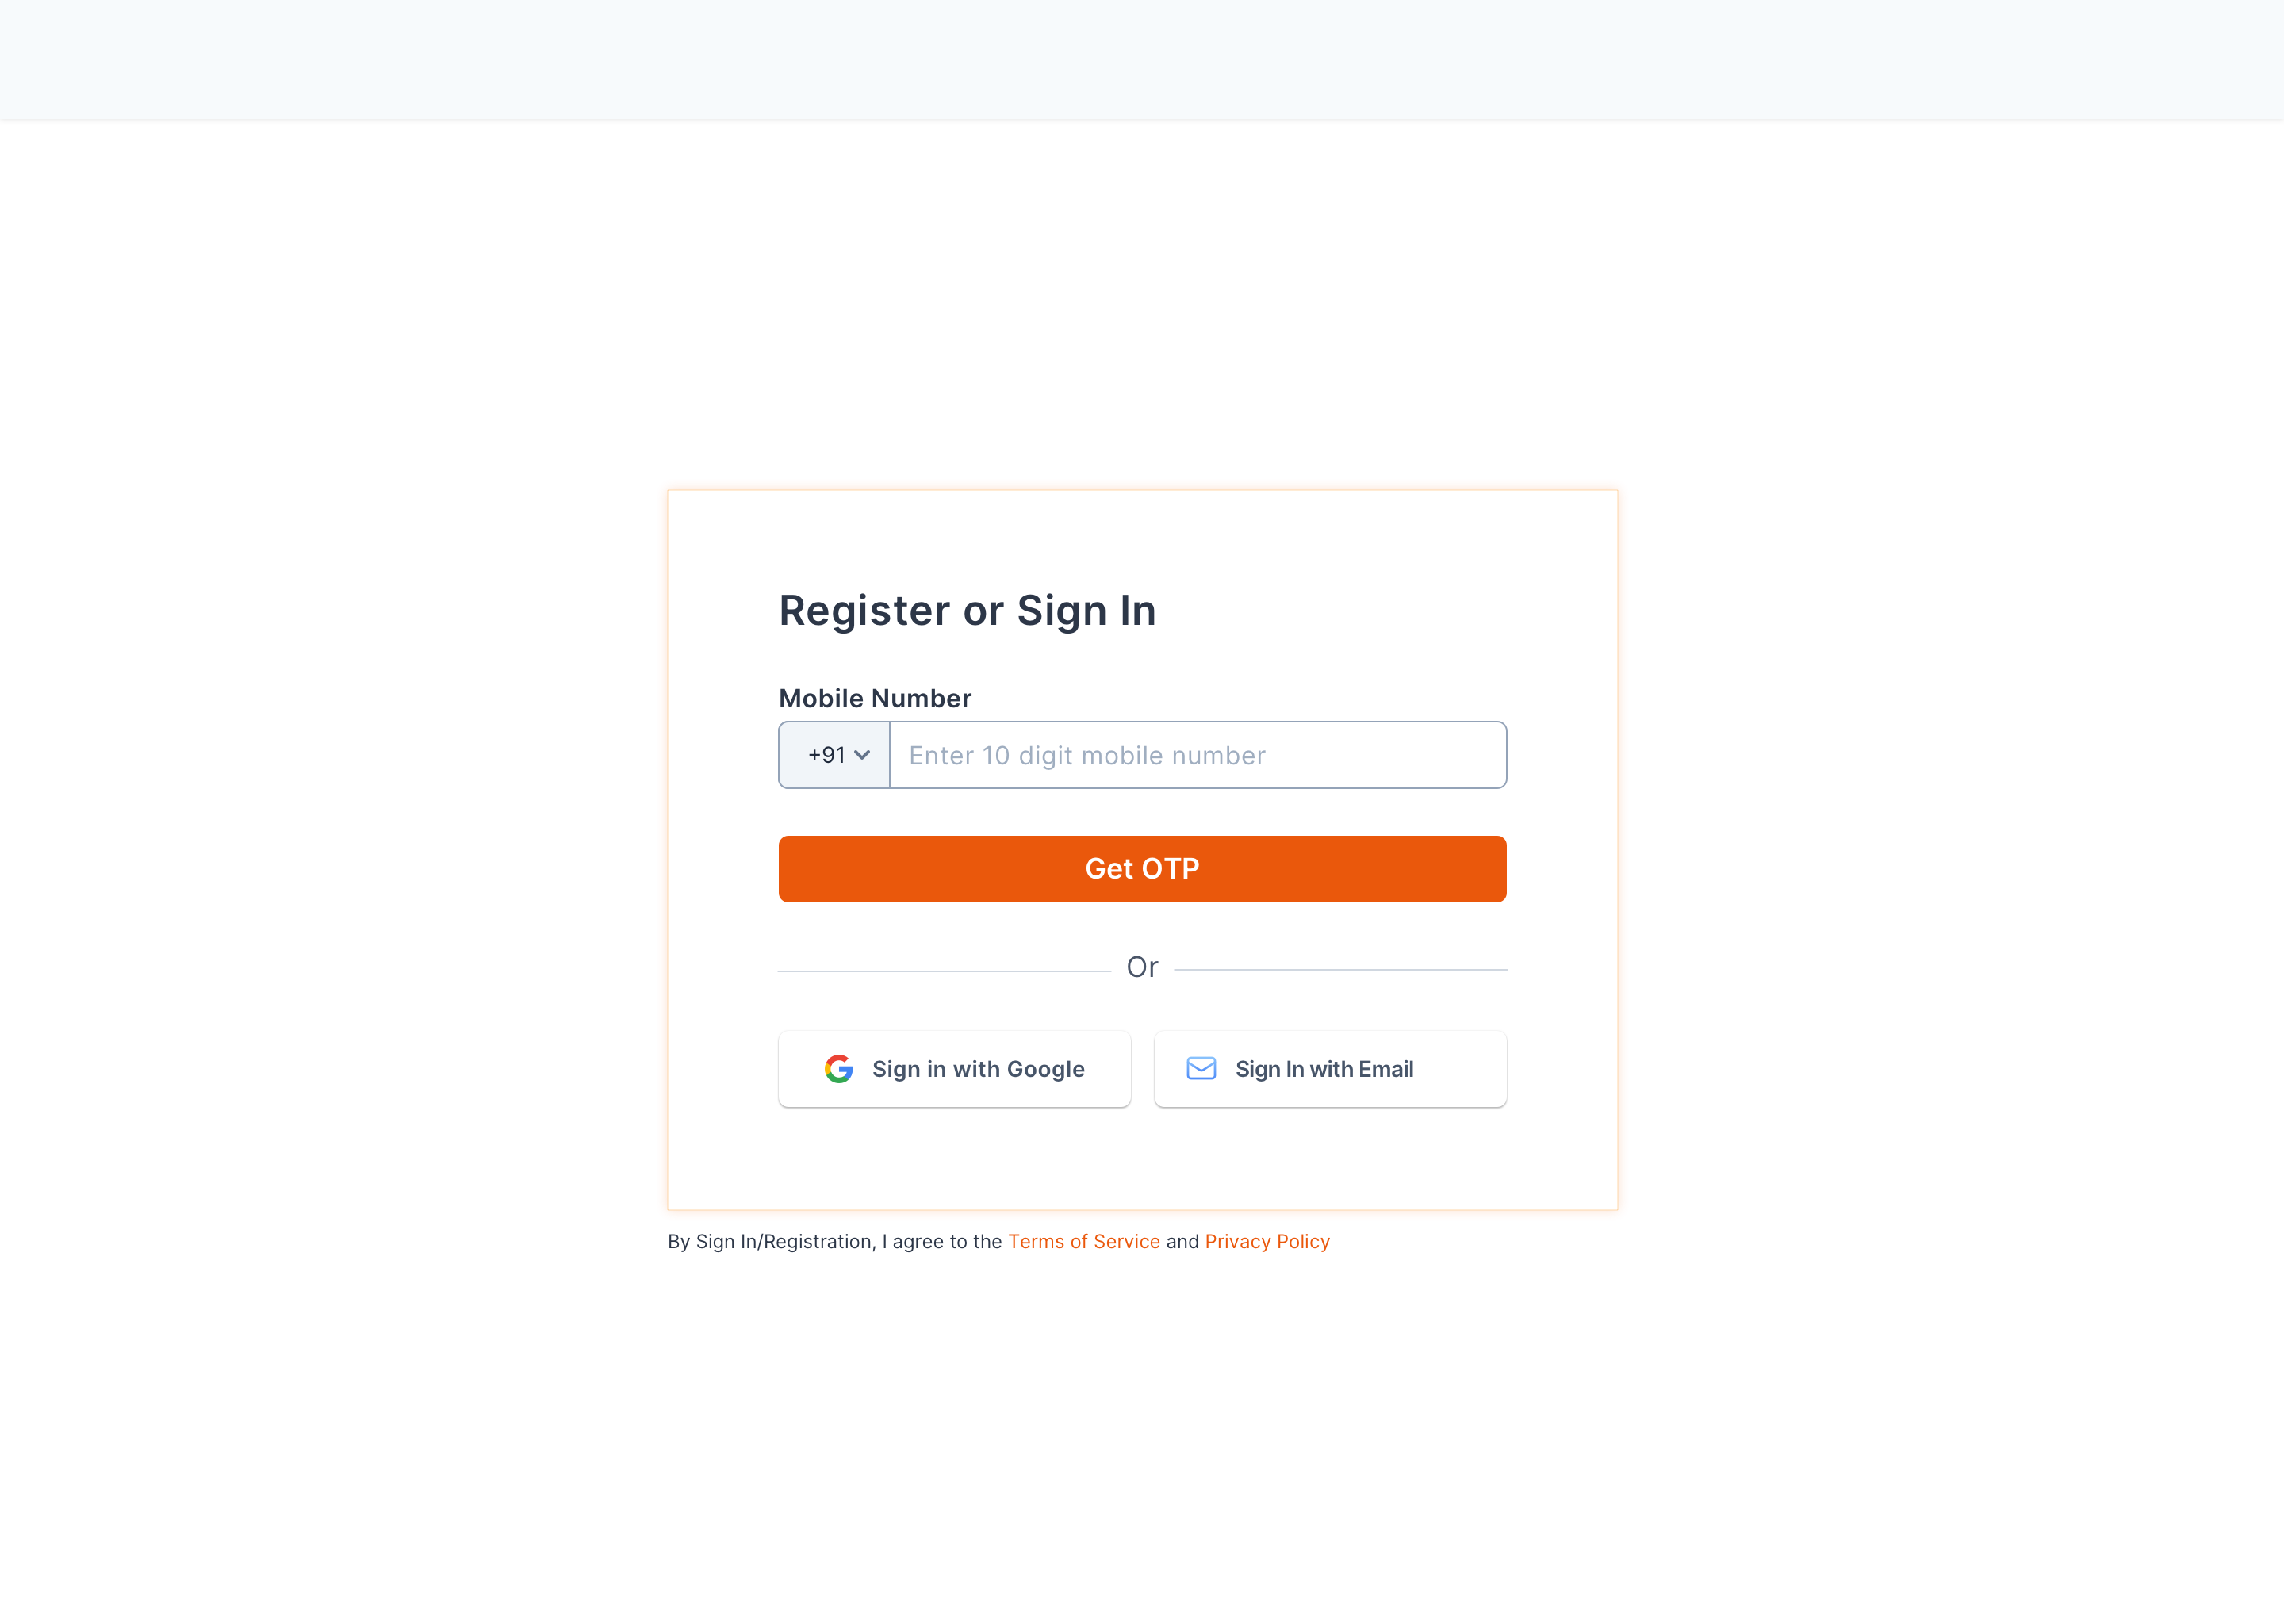 Register or Sign In
Mobile Number
+91 Enter 10 digit mobile number
Get OTP
Or
Sign in with Google Sign In with Email
By Sign In/Registration, I agree to the Terms of Service and Privacy Policy